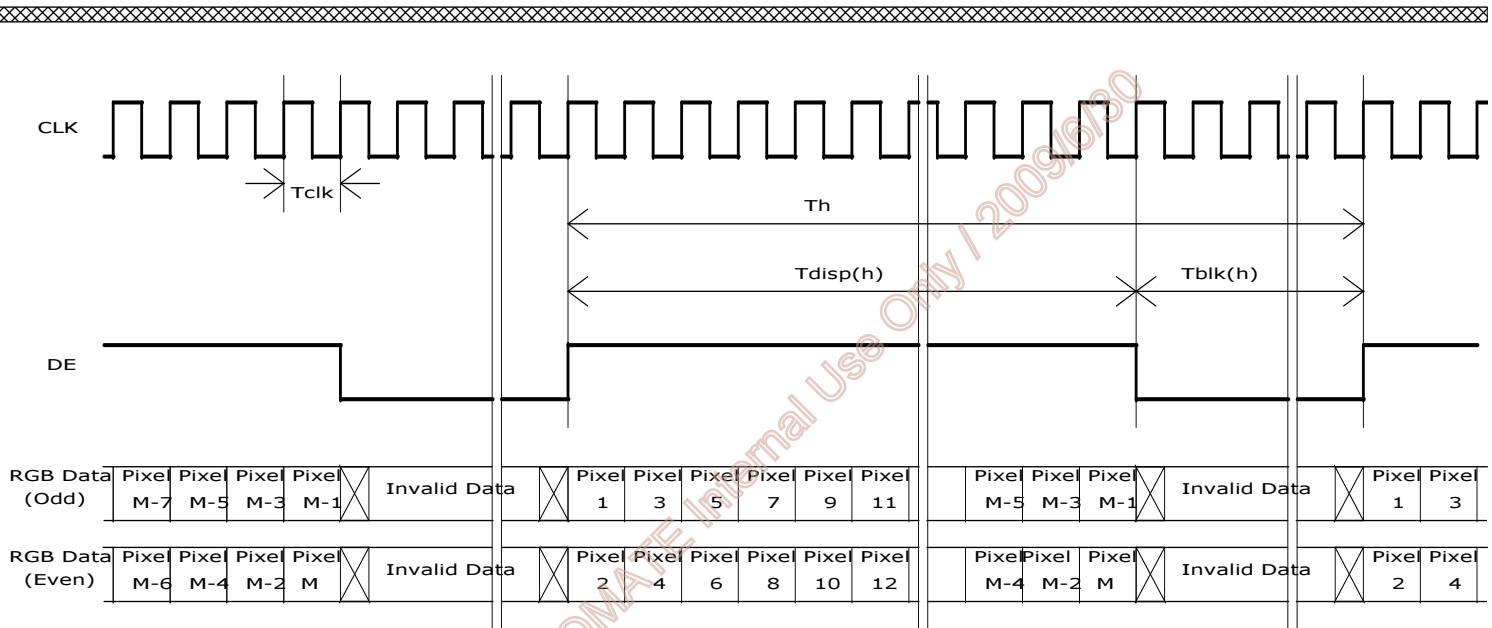 CLK
Tclk
Th
Tdisp(h)
Tblk(h)
DE
RGB Data
(Odd)
Pixel M-7 Pixel M-5 Pixel M-3 Pixel M-1 Invalid Data Pixel 1 Pixel 3 Pixel 5 Pixel 7 Pixel 9 Pixel 11 Pixel M-5 Pixel M-3 Pixel M-1 Invalid Data Pixel 1 Pixel 3
RGB Data
(Even)
Pixel M-6 Pixel M-4 Pixel M-2 Pixel M Invalid Data Pixel 2 Pixel 4 Pixel 6 Pixel 8 Pixel 10 Pixel 12 Pixel M-4 Pixel M-2 Pixel M Invalid Data Pixel 2 Pixel 4
OMATE Internal Use Only / 2009/6/30